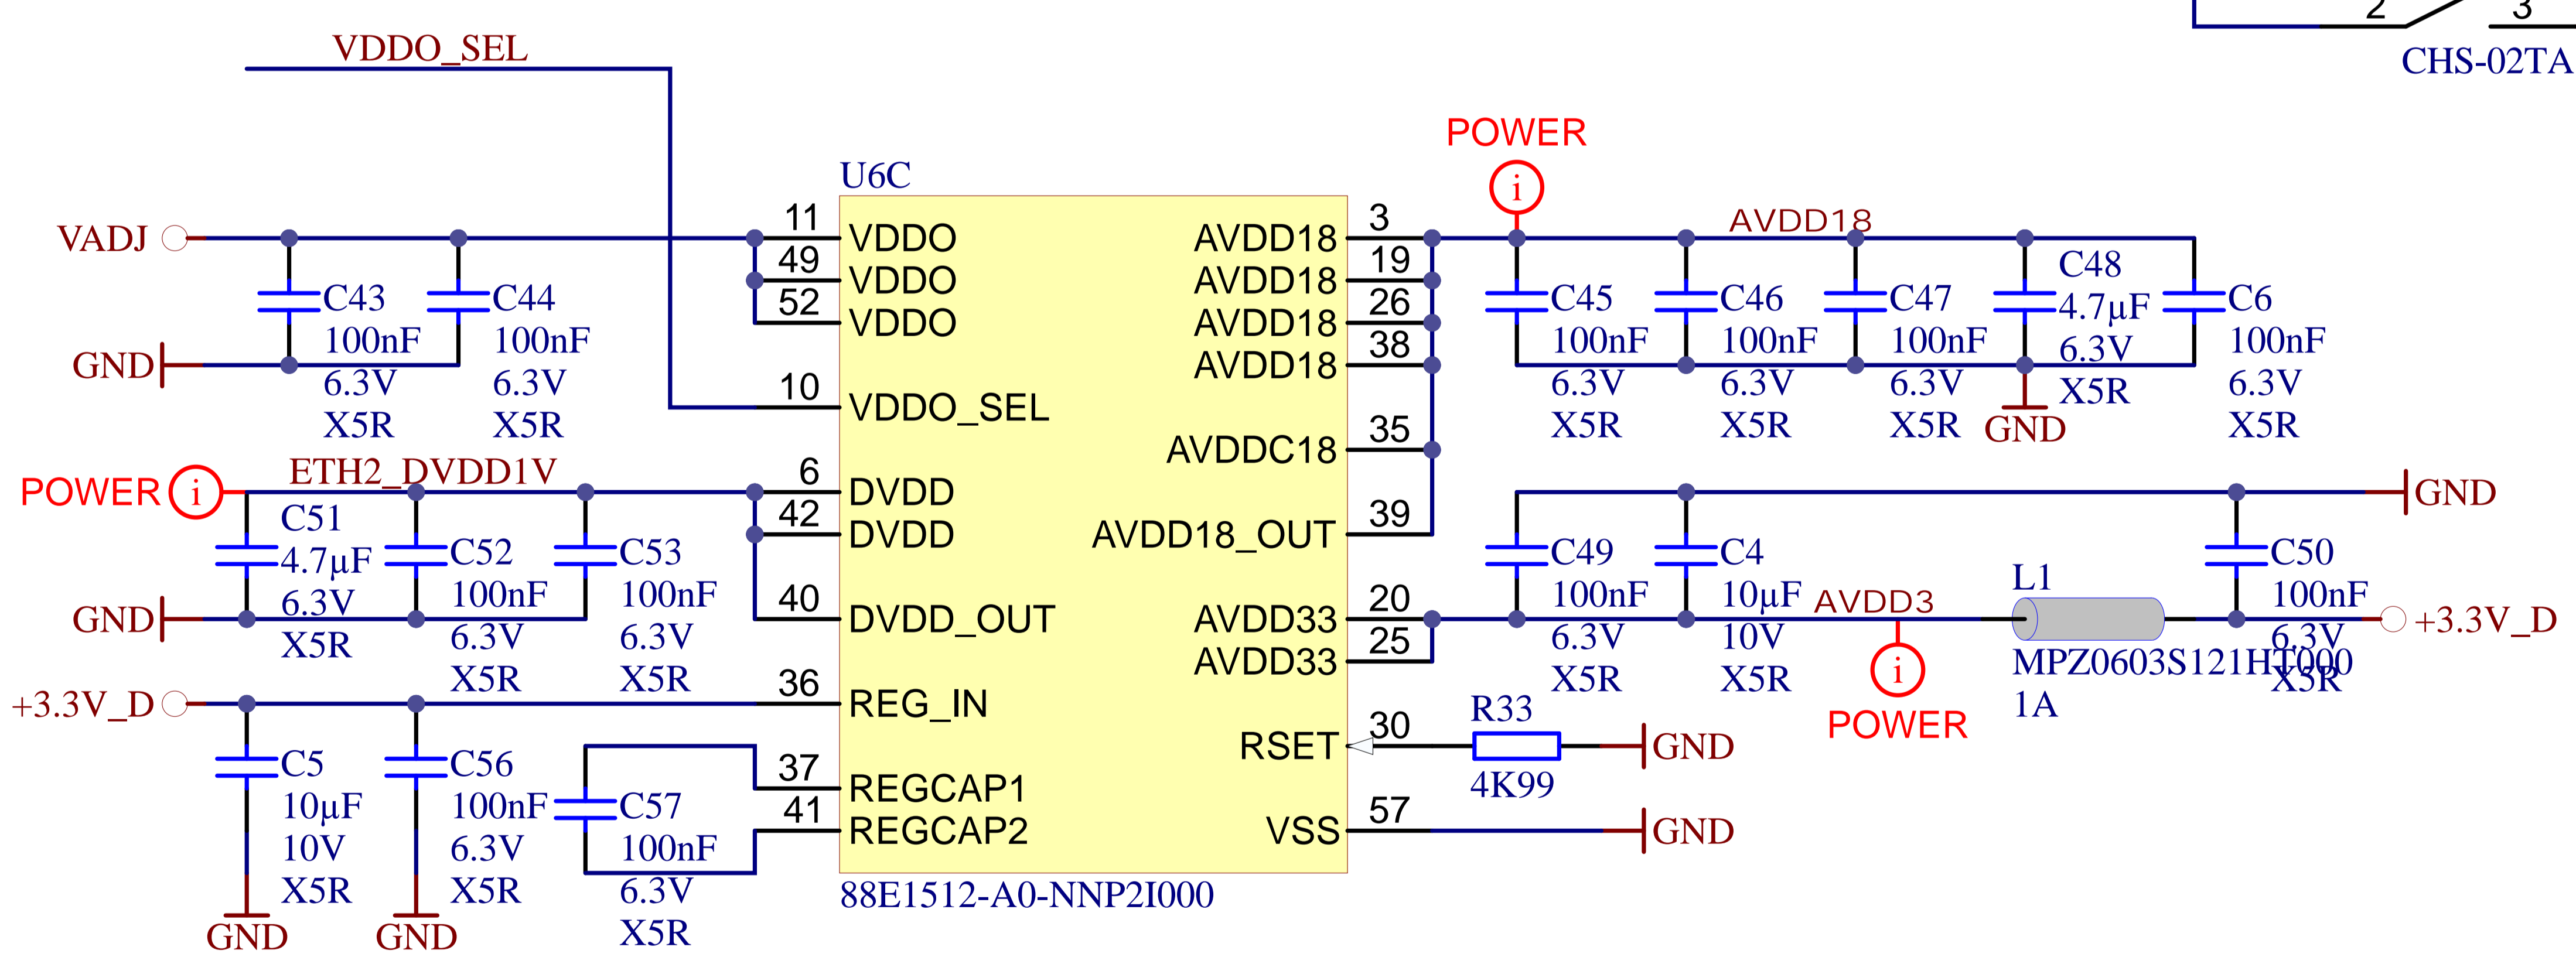 2
3
CHS-02TA
VDDO_SEL
POWER
i
U6C
VADJ
C43
100nF
6.3V
X5R
C44
100nF
6.3V
X5R
GND
11
VDDO
49
VDDO
52
VDDO
10
VDDO_SEL
POWER
i
ETH2_DVDD1V
C51
4.7µF
6.3V
X5R
C52
100nF
6.3V
X5R
C53
100nF
6.3V
X5R
GND
6
DVDD
42
DVDD
40
DVDD_OUT
+3.3V_D
36
REG_IN
C5
10µF
10V
X5R
GND
C56
100nF
6.3V
X5R
GND
C57
100nF
6.3V
X5R
37
REGCAP1
41
REGCAP2
88E1512-A0-NNP2I000
AVDD18
3
AVDD18
19
AVDD18
26
AVDD18
38
AVDDC18
35
AVDD18_OUT
39
AVDD33
20
AVDD33
25
RSET
30
VSS
57
AVDD18
C45
100nF
6.3V
X5R
C46
100nF
6.3V
X5R
C47
100nF
6.3V
X5R
C48
4.7µF
6.3V
X5R
GND
C6
100nF
6.3V
X5R
GND
C49
100nF
6.3V
X5R
C4
10µF
10V
X5R
AVDD3
i
POWER
L1
MPZ0603S121HT000
1A
C50
100nF
6.3V
X5R
+3.3V_D
R33
4K99
GND
GND